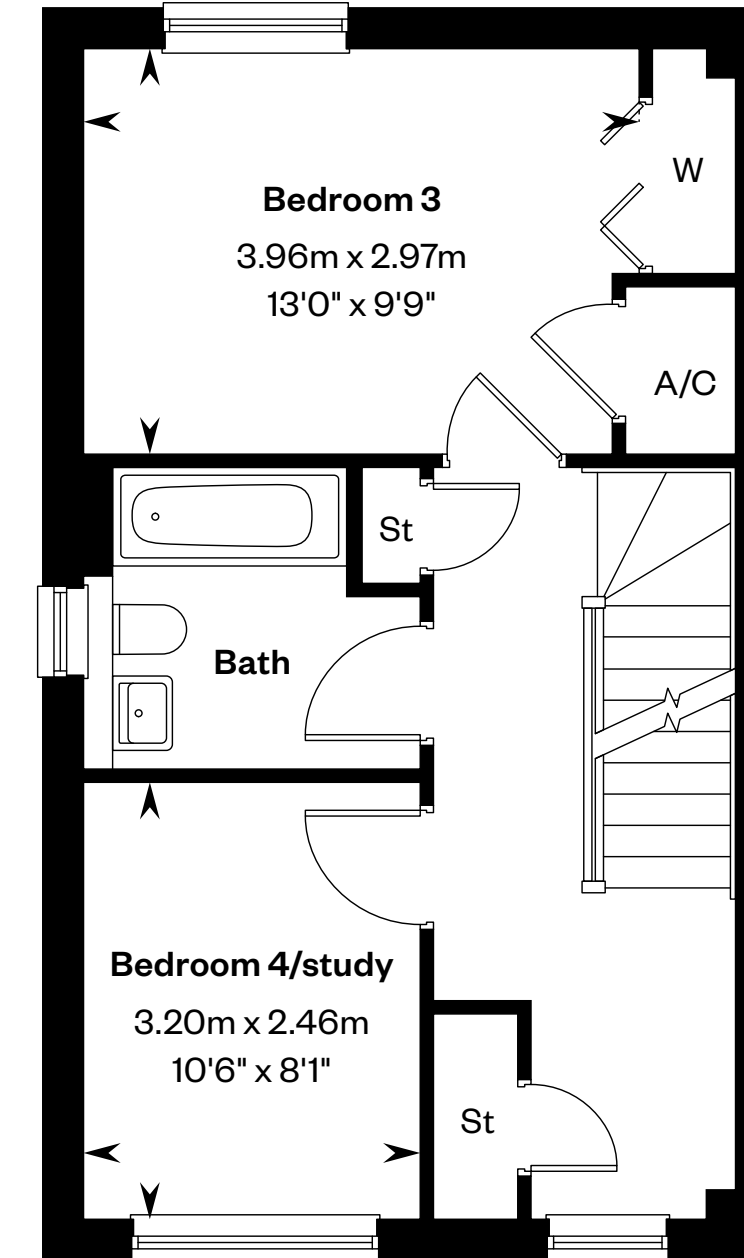 W
Bedroom 3
3.96m x 2.97m
13'0" x 9'9"
A/C
St
Bath
Bedroom 4/study
3.20m x 2.46m
10'6" x 8'1"
St